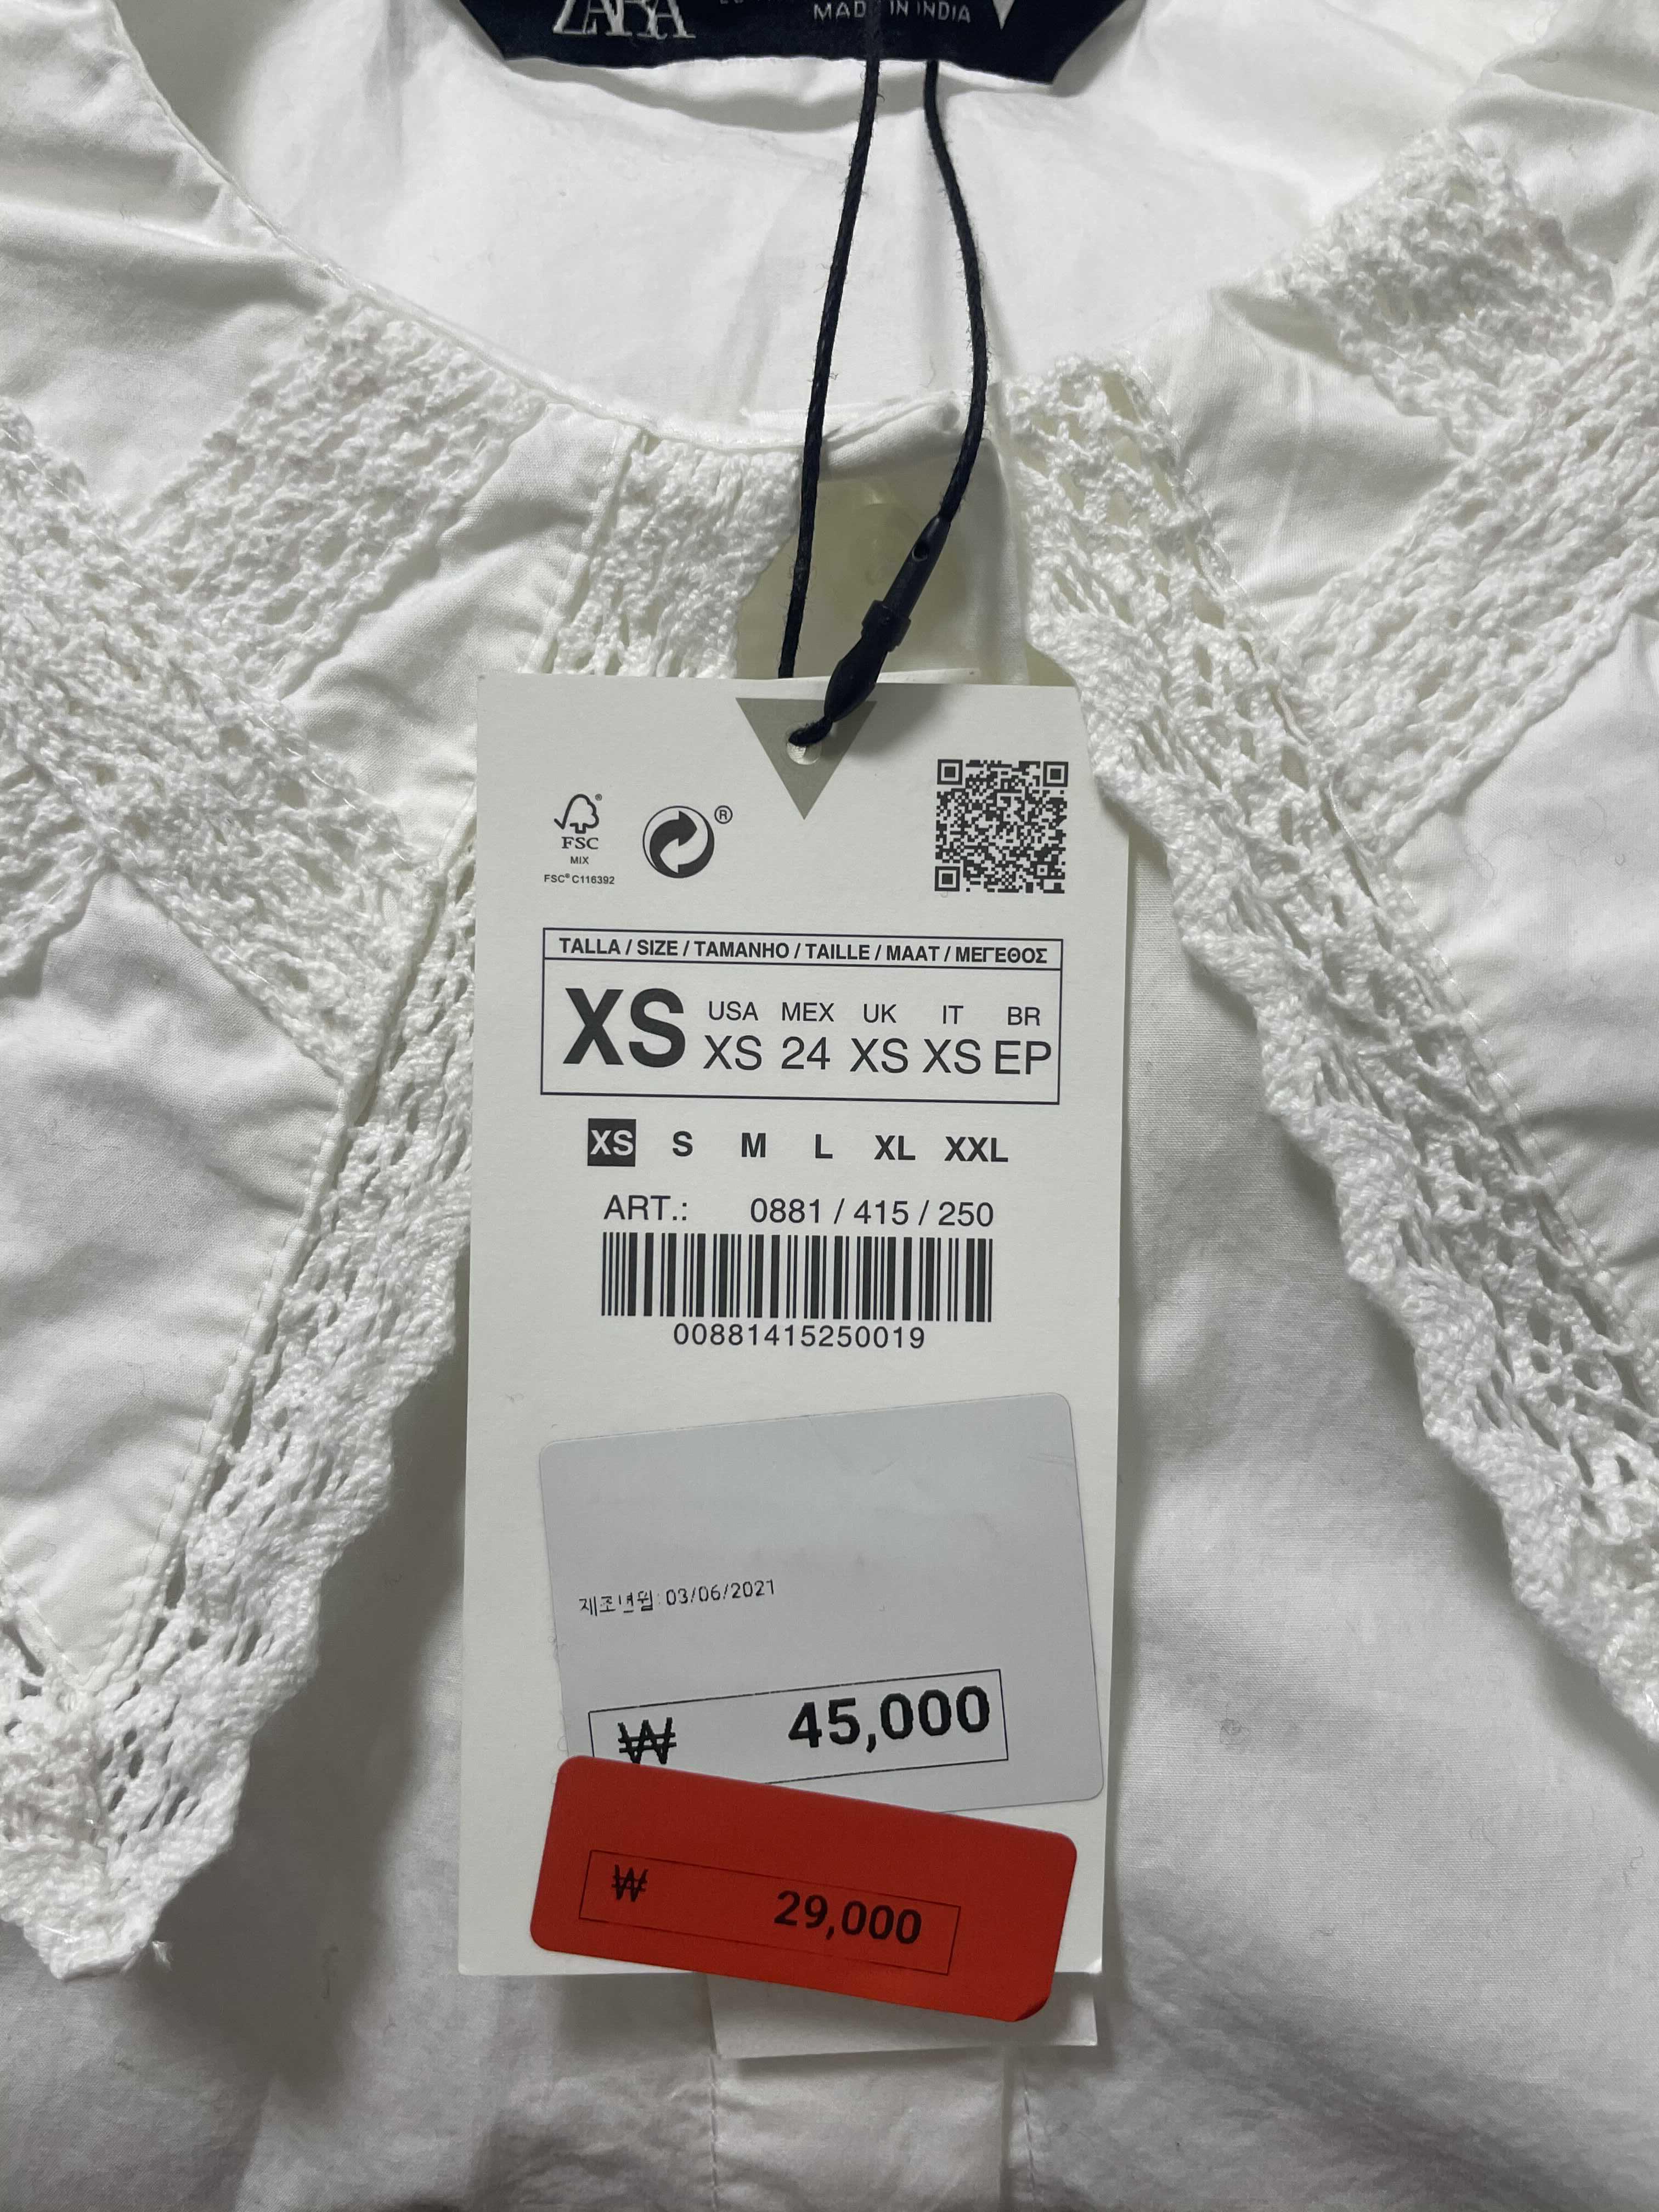 ZARA
MADE IN INDIA
FSC
MIX
FSC® C116392
®
TALLA / SIZE / TAMANHO / TAILLE / MAAT / ΜΕΓΕΘΟΣ
XS USA MEX UK IT BR
XS 24 XS XS EP
XS S M L XL XXL
ART.: 0881 / 415 / 250
00881415250019
제조년월: 03/06/2021
₩ 45,000
₩ 29,000